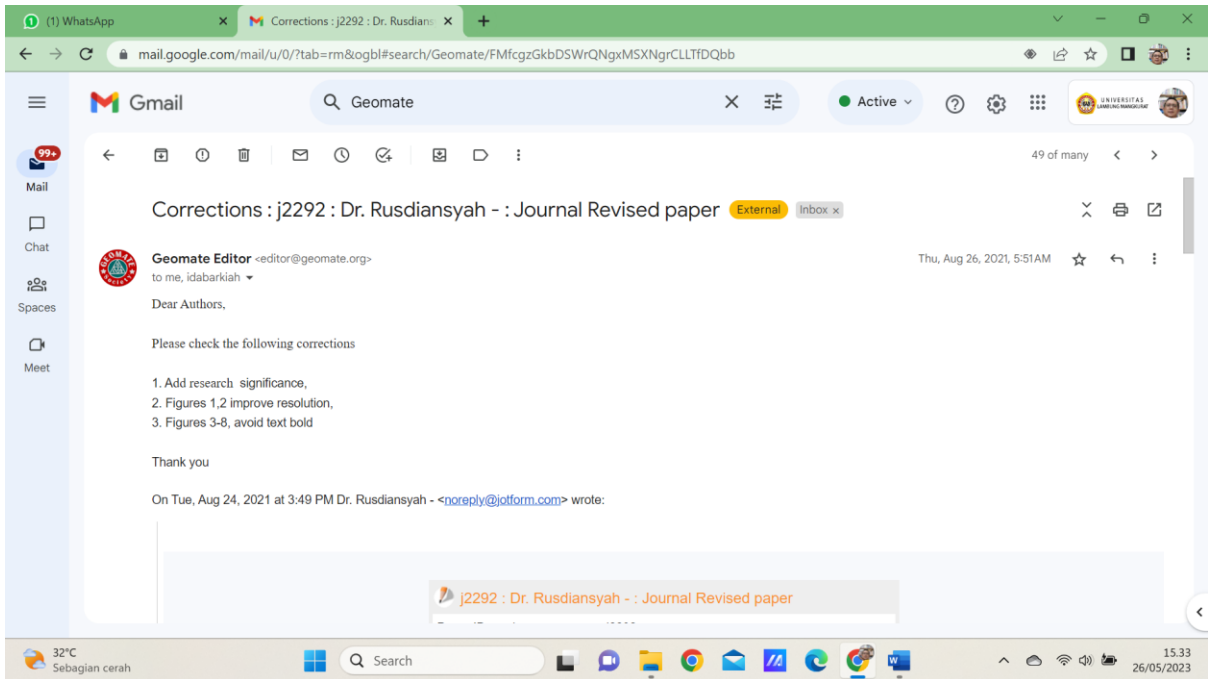 (1) WhatsApp
Corrections : j2292 : Dr. Rusdians
mail.google.com/mail/u/0/?tab=rm&ogbl#search/Geomate/FMfcgzGkbDSWrQNgxMSXNgrCLLTfDQbb
Gmail
Geomate
Active
UNIVERSITAS
LAMBUNG MANGKURAT
99+
Mail
Chat
Spaces
Meet
49 of many
Corrections : j2292 : Dr. Rusdiansyah - : Journal Revised paper External Inbox x
Geomate Editor <editor@geomate.org>
Thu, Aug 26, 2021, 5:51AM
to me, idabarkiah
Dear Authors,
Please check the following corrections
1. Add research significance,
2. Figures 1,2 improve resolution,
3. Figures 3-8, avoid text bold
Thank you
On Tue, Aug 24, 2021 at 3:49 PM Dr. Rusdiansyah - <noreply@jotform.com> wrote:
j2292 : Dr. Rusdiansyah - : Journal Revised paper
32°C
Sebagian cerah
Search
15.33
26/05/2023